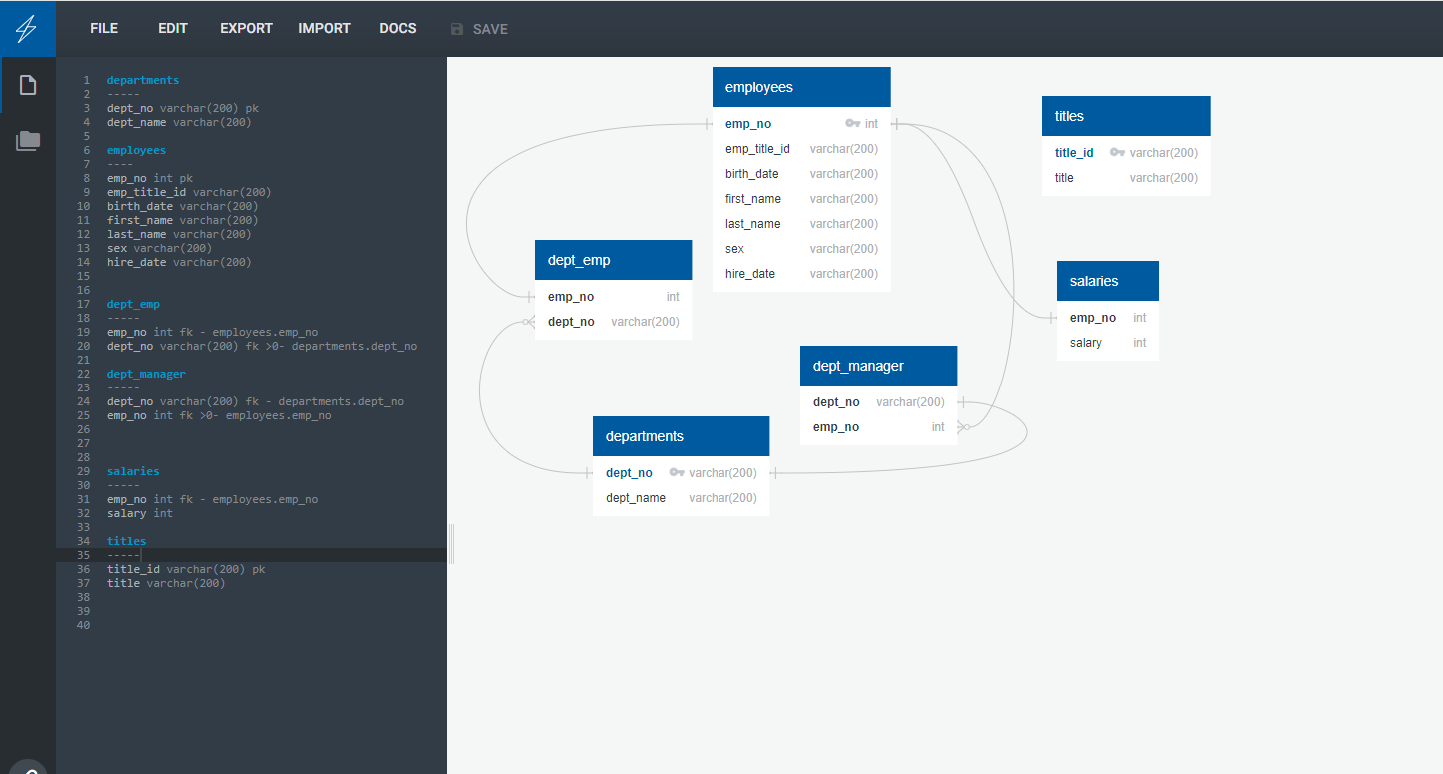 FILE EDIT EXPORT IMPORT DOCS SAVE
1 departments
2 -----
3 dept_no varchar(200) pk
4 dept_name varchar(200)
5
6 employees
7 ----
8 emp_no int pk
9 emp_title_id varchar(200)
10 birth_date varchar(200)
11 first_name varchar(200)
12 last_name varchar(200)
13 sex varchar(200)
14 hire_date varchar(200)
15
16
17 dept_emp
18 -----
19 emp_no int fk - employees.emp_no
20 dept_no varchar(200) fk >0- departments.dept_no
21
22 dept_manager
23 -----
24 dept_no varchar(200) fk - departments.dept_no
25 emp_no int fk >0- employees.emp_no
26
27
28
29 salaries
30 -----
31 emp_no int fk - employees.emp_no
32 salary int
33
34 titles
35 -----
36 title_id varchar(200) pk
37 title varchar(200)
38
39
40
employees
emp_no int
emp_title_id varchar(200)
birth_date varchar(200)
first_name varchar(200)
last_name varchar(200)
sex varchar(200)
hire_date varchar(200)
titles
title_id varchar(200)
title varchar(200)
dept_emp
emp_no int
dept_no varchar(200)
salaries
emp_no int
salary int
dept_manager
dept_no varchar(200)
emp_no int
departments
dept_no varchar(200)
dept_name varchar(200)